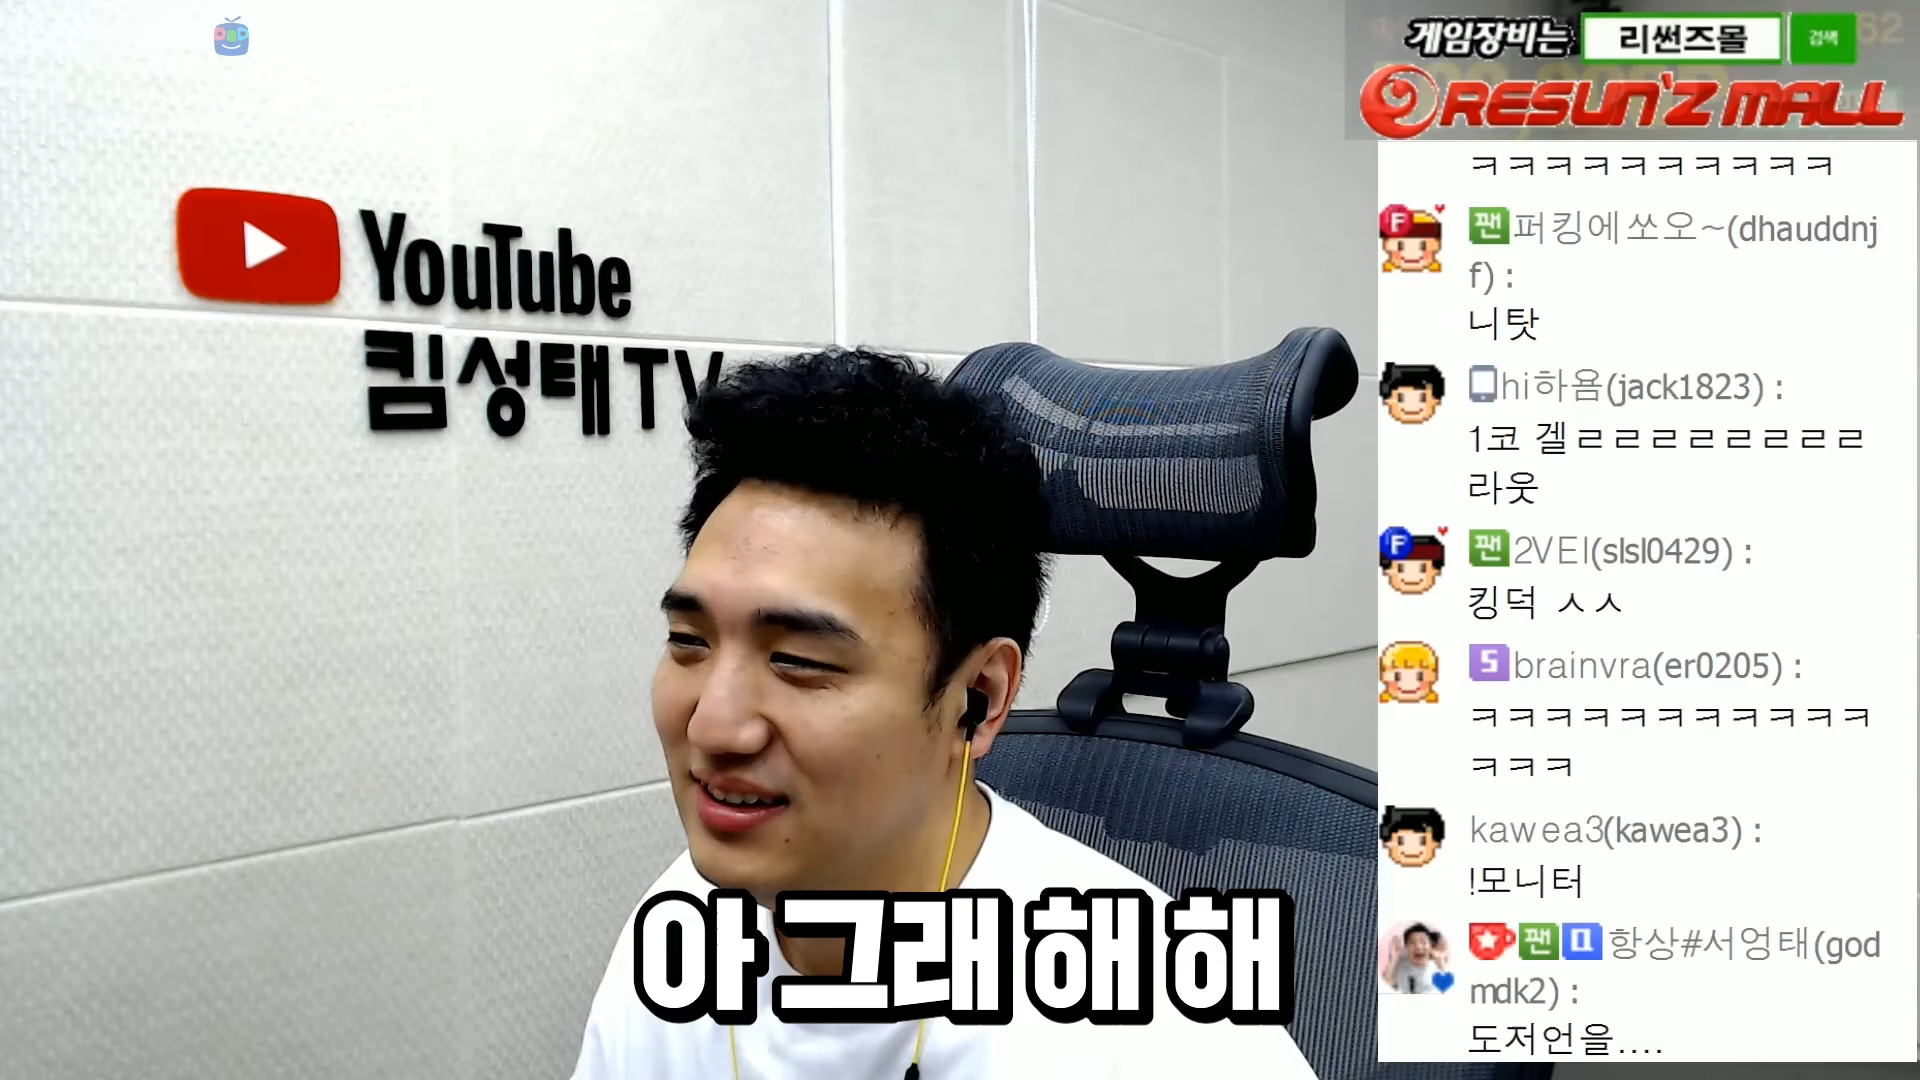 YouTube
킴성태TV
아 그래 해 해
게임장비는 리썬즈몰 검색
RESUN'Z MALL
ㅋㅋㅋㅋㅋㅋㅋㅋㅋㅋ
F 팬 퍼킹에쏘오~(dhauddnj
f) :
니탓
hi하욤(jack1823) :
1코 겔ㄹㄹㄹㄹㄹㄹㄹㄹ
라웃
F 팬 2VEI(slsl0429) :
킹덕 ㅅㅅ
S brainvra(er0205) :
ㅋㅋㅋㅋㅋㅋㅋㅋㅋㅋㅋ
ㅋㅋㅋ
kawea3(kawea3) :
!모니터
팬 항상#서엉태(god
mdk2) :
도저언을....